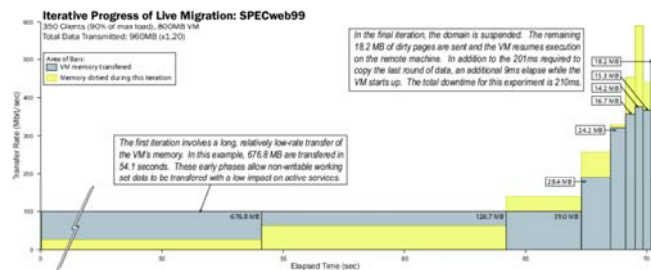 Iterative Progress of Live Migration: SPECweb99
350 Clients (90% of max load), 800MB VM
Total Data Transmitted: 960MB (x1.20)
Area of Bars:
VM memory transferred
Memory dirtied during this iteration
In the final iteration, the domain is suspended. The remaining
18.2 MB of dirty pages are sent and the VM resumes execution
on the remote machine. In addition to the 201ms required to
copy the last round of data, an additional 9ms elapse while the
VM starts up. The total downtime for this experiment is 210ms.
18.2 MB
15.3 MB
14.2 MB
16.7 MB
24.2 MB
28.4 MB
The first iteration involves a long, relatively low-rate transfer of
the VM's memory. In this example, 676.8 MB are transferred in
54.1 seconds. These early phases allow non-writable working
set data to be transferred with a low impact on active services.
676.8 MB
126.7 MB
39.0 MB
Transfer Rate (Mbit/sec)
600
500
400
300
200
100
0
0
50
55
60
65
70
Elapsed Time (sec)